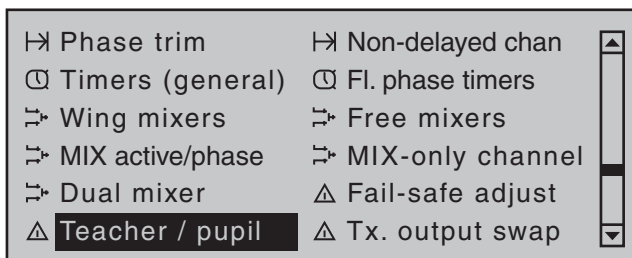 Phase trim Non-delayed chan
Timers (general) Fl. phase timers
Wing mixers Free mixers
MIX active/phase MIX-only channel
Dual mixer Fail-safe adjust
Teacher / pupil Tx. output swap